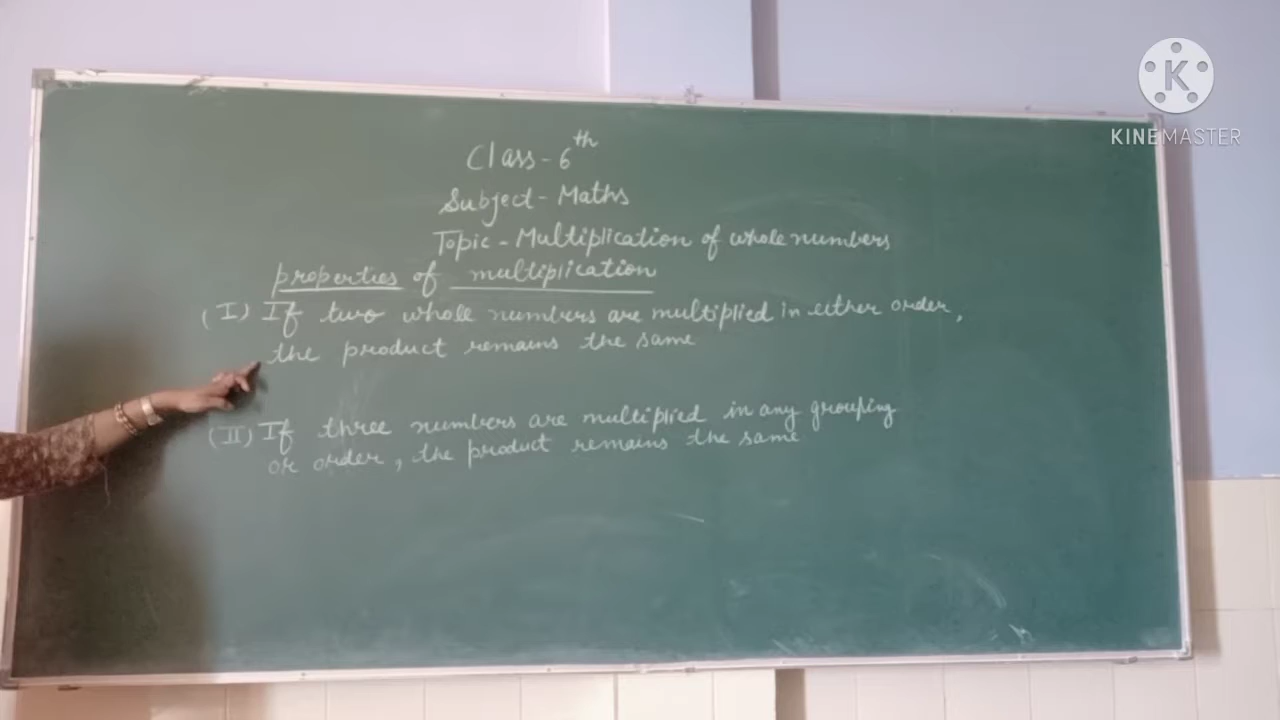 K
KINEMASTER
Class - 6th
Subject - Maths
Topic - Multiplication of whole numbers
properties of multiplication
(I) If two whole numbers are multiplied in either order,
the product remains the same
(II) If three numbers are multiplied in any grouping
or order, the product remains the same